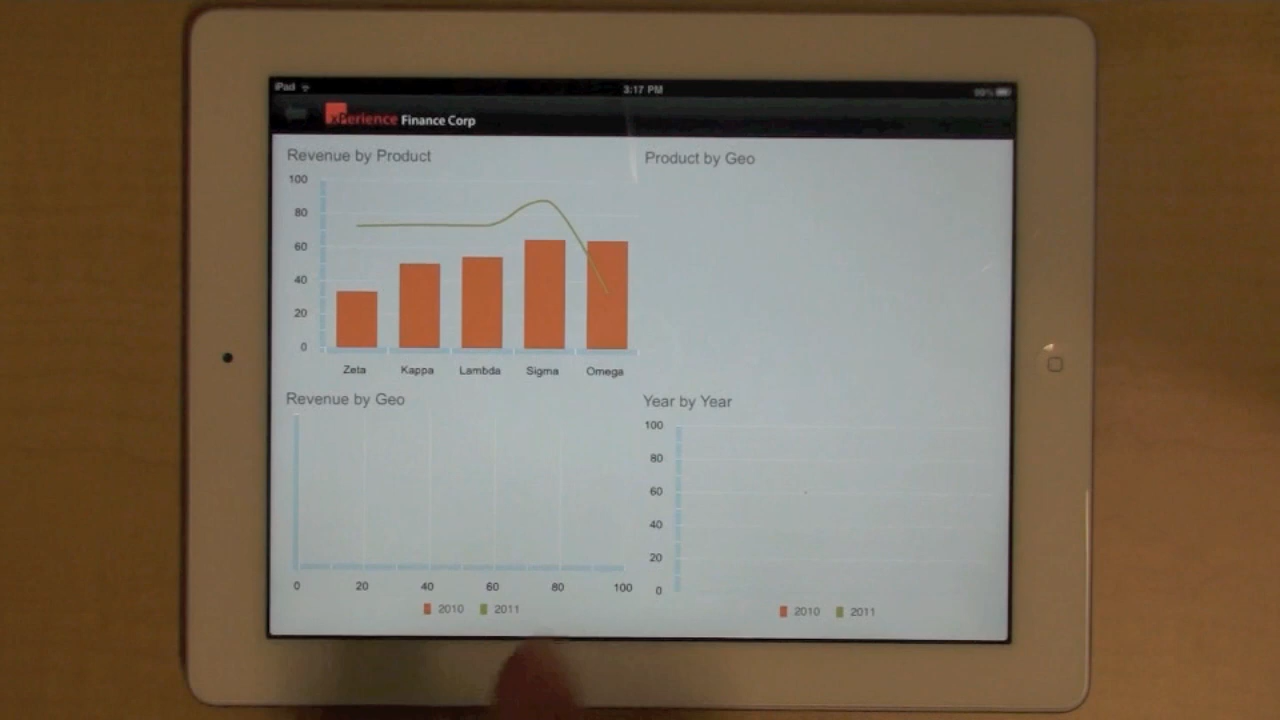 iPad 3:17 PM 99%
xPerience Finance Corp
Revenue by Product
100
80
60
40
20
0
Zeta Kappa Lambda Sigma Omega
Product by Geo
Revenue by Geo
0 20 40 60 80 100
2010 2011
Year by Year
100
80
60
40
20
0
2010 2011